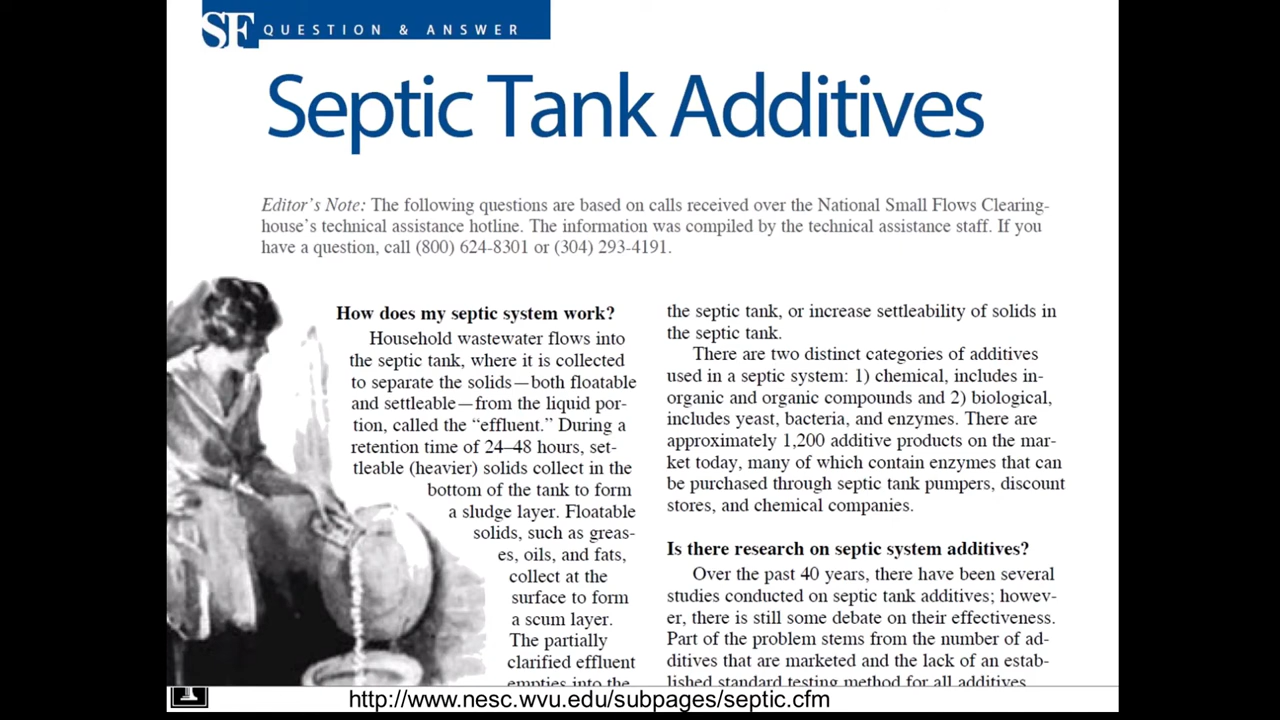 SF QUESTION & ANSWER
Septic Tank Additives
Editor's Note: The following questions are based on calls received over the National Small Flows Clearing-
house's technical assistance hotline. The information was compiled by the technical assistance staff. If you
have a question, call (800) 624-8301 or (304) 293-4191.
How does my septic system work?
Household wastewater flows into
the septic tank, where it is collected
to separate the solids—both floatable
and settleable—from the liquid por-
tion, called the “effluent.” During a
retention time of 24–48 hours, set-
tleable (heavier) solids collect in the
bottom of the tank to form
a sludge layer. Floatable
solids, such as greas-
es, oils, and fats,
collect at the
surface to form
a scum layer.
The partially
clarified effluent
empties into the
the septic tank, or increase settleability of solids in
the septic tank.
There are two distinct categories of additives
used in a septic system: 1) chemical, includes in-
organic and organic compounds and 2) biological,
includes yeast, bacteria, and enzymes. There are
approximately 1,200 additive products on the mar-
ket today, many of which contain enzymes that can
be purchased through septic tank pumpers, discount
stores, and chemical companies.
Is there research on septic system additives?
Over the past 40 years, there have been several
studies conducted on septic tank additives; howev-
er, there is still some debate on their effectiveness.
Part of the problem stems from the number of ad-
ditives that are marketed and the lack of an estab-
lished standard testing method for all additives
http://www.nesc.wvu.edu/subpages/septic.cfm